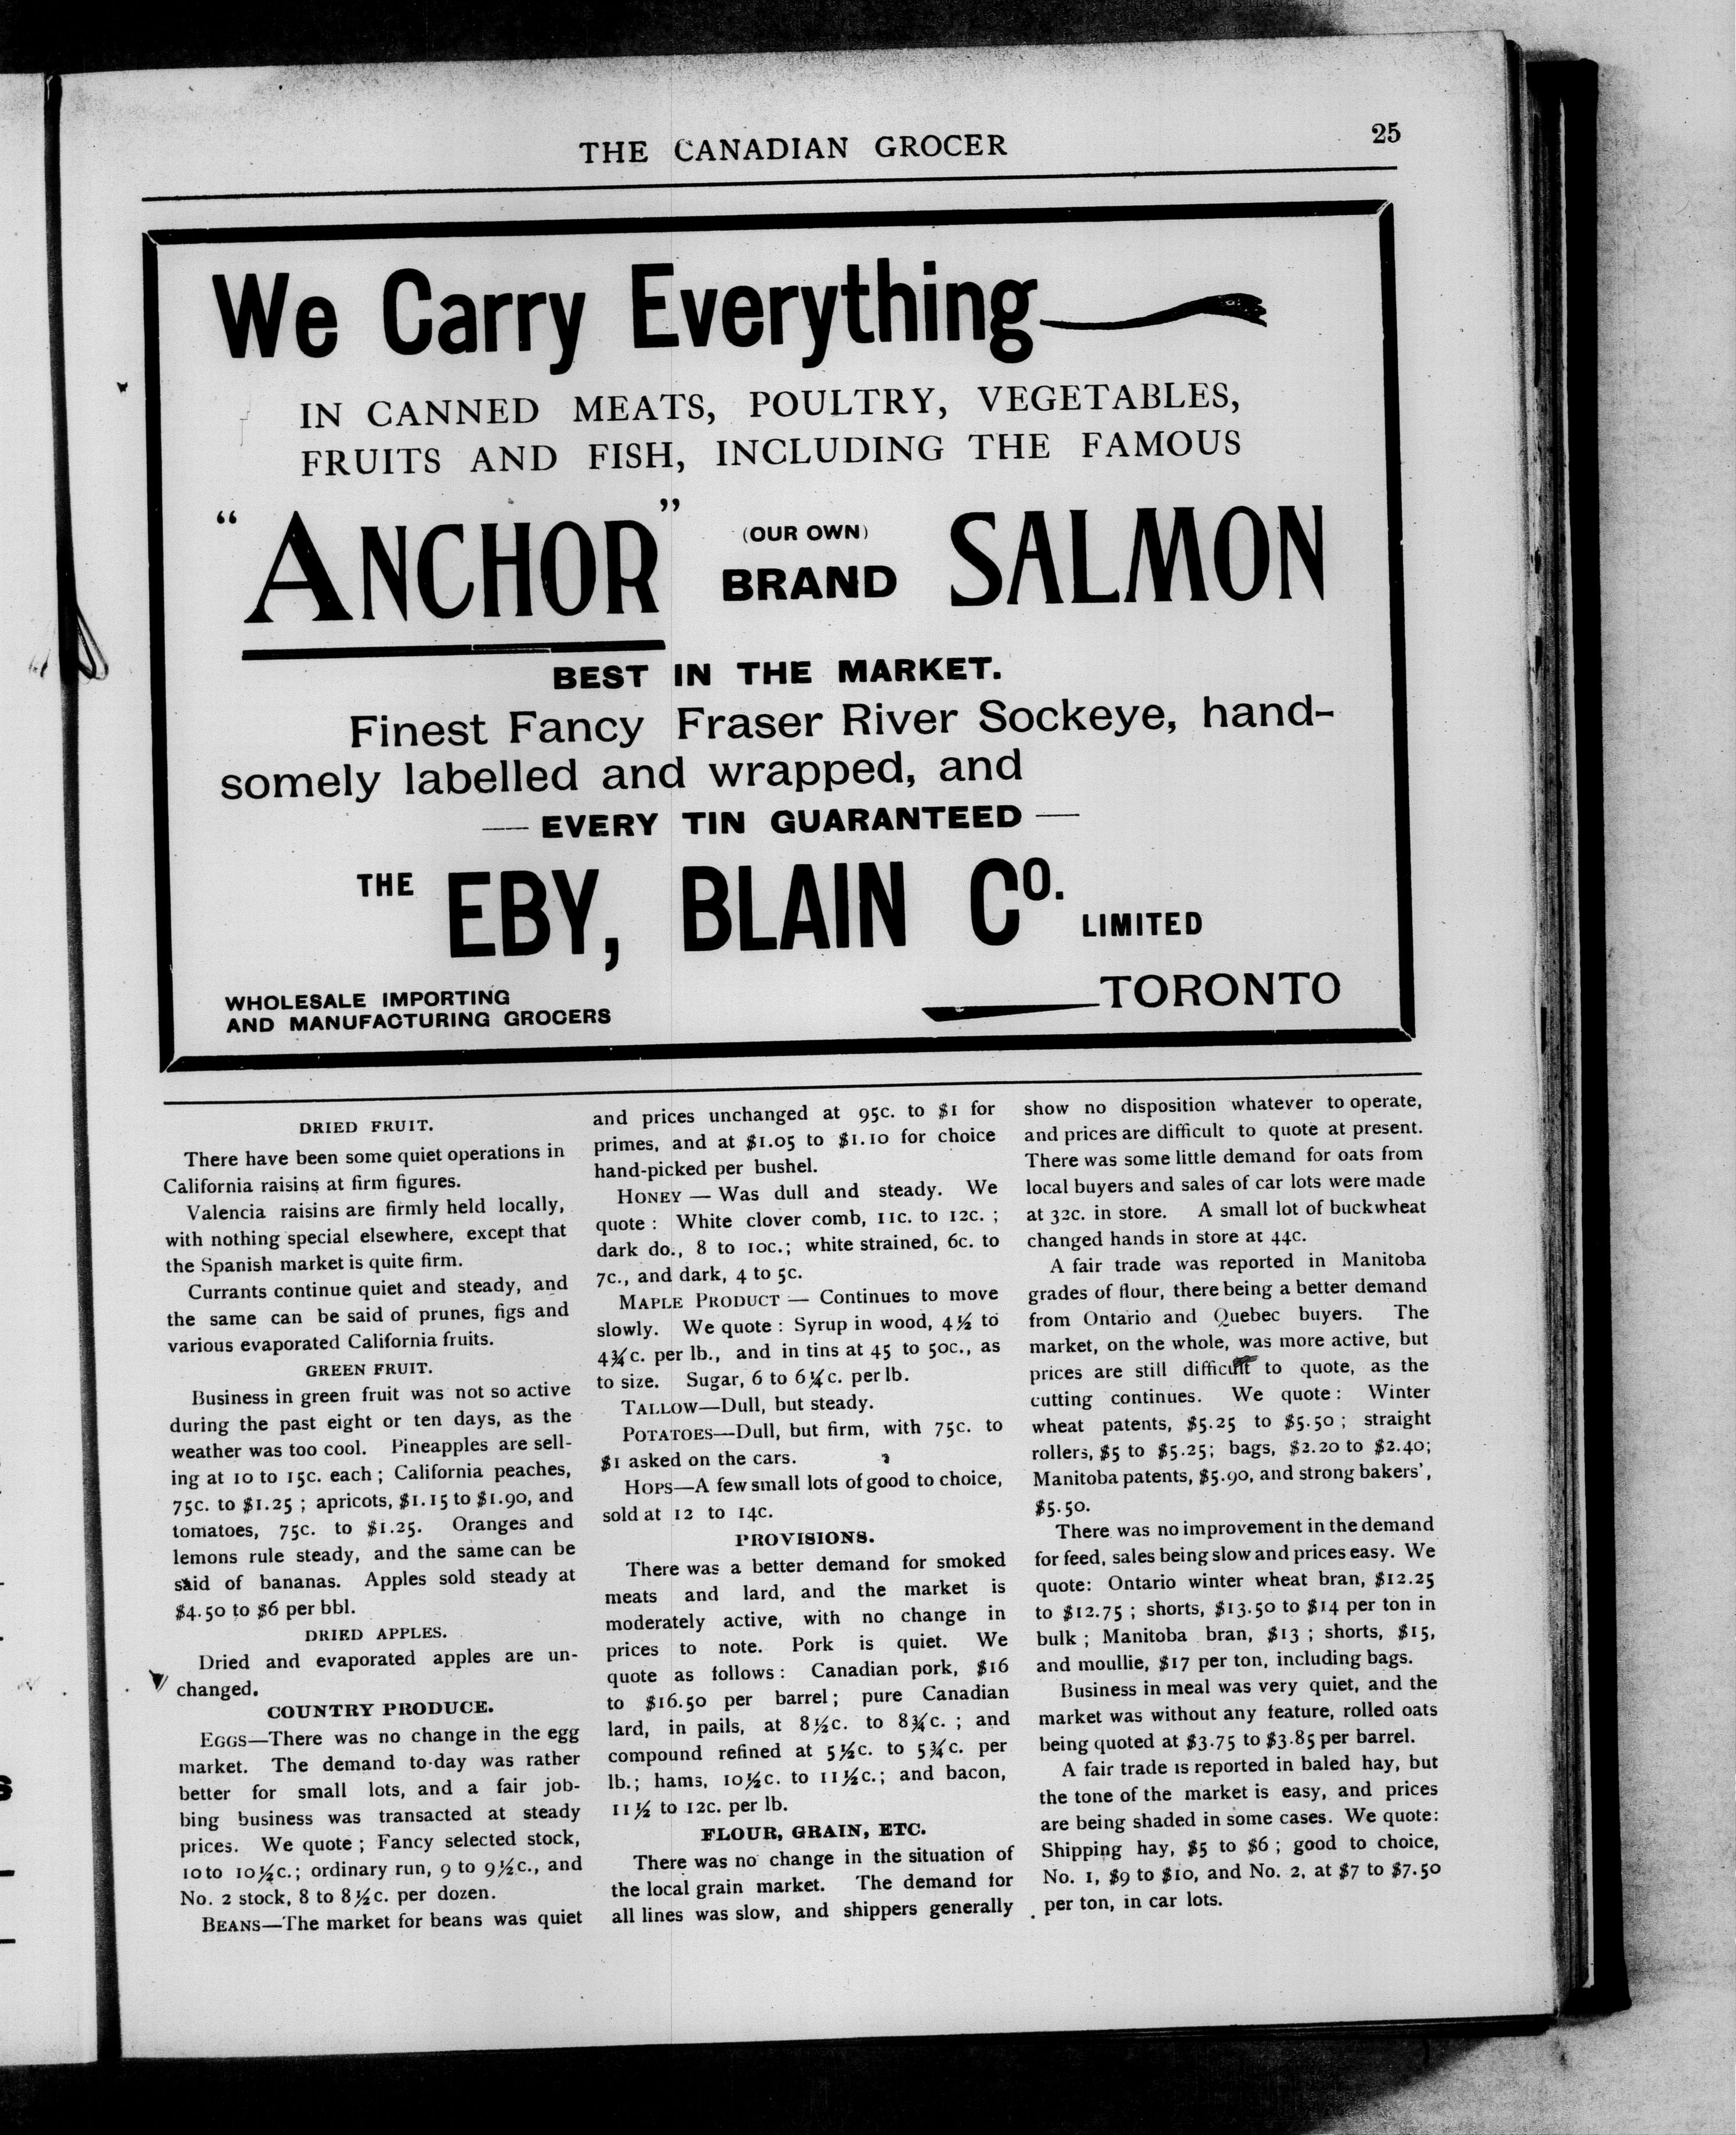 THE CANADIAN GROCER 25
We Carry Everything
IN CANNED MEATS, POULTRY, VEGETABLES,
FRUITS AND FISH, INCLUDING THE FAMOUS
“ANCHOR” (OUR OWN) BRAND SALMON
BEST IN THE MARKET.
Finest Fancy Fraser River Sockeye, hand-
somely labelled and wrapped, and
— EVERY TIN GUARANTEED —
THE EBY, BLAIN CO. LIMITED
WHOLESALE IMPORTING
AND MANUFACTURING GROCERS
TORONTO
DRIED FRUIT.
There have been some quiet operations in
California raisins at firm figures.
Valencia raisins are firmly held locally,
with nothing special elsewhere, except that
the Spanish market is quite firm.
Currants continue quiet and steady, and
the same can be said of prunes, figs and
various evaporated California fruits.
GREEN FRUIT.
Business in green fruit was not so active
during the past eight or ten days, as the
weather was too cool. Pineapples are sell-
ing at 10 to 15c. each ; California peaches,
75c. to $1.25 ; apricots, $1.15 to $1.90, and
tomatoes, 75c. to $1.25. Oranges and
lemons rule steady, and the same can be
said of bananas. Apples sold steady at
$4.50 to $6 per bbl.
DRIED APPLES.
Dried and evaporated apples are un-
changed.
COUNTRY PRODUCE.
EGGS—There was no change in the egg
market. The demand to-day was rather
better for small lots, and a fair job-
bing business was transacted at steady
prices. We quote ; Fancy selected stock,
10 to 10½c.; ordinary run, 9 to 9½c., and
No. 2 stock, 8 to 8½c. per dozen.
BEANS—The market for beans was quiet
and prices unchanged at 95c. to $1 for
primes, and at $1.05 to $1.10 for choice
hand-picked per bushel.
HONEY — Was dull and steady. We
quote : White clover comb, 11c. to 12c. ;
dark do., 8 to 10c.; white strained, 6c. to
7c., and dark, 4 to 5c.
MAPLE PRODUCT — Continues to move
slowly. We quote : Syrup in wood, 4½ to
4¾c. per lb., and in tins at 45 to 50c., as
to size. Sugar, 6 to 6¼c. per lb.
TALLOW—Dull, but steady.
POTATOES—Dull, but firm, with 75c. to
$1 asked on the cars.
HOPS—A few small lots of good to choice,
sold at 12 to 14c.
PROVISIONS.
There was a better demand for smoked
meats and lard, and the market is
moderately active, with no change in
prices to note. Pork is quiet. We
quote as follows : Canadian pork, $16
to $16.50 per barrel ; pure Canadian
lard, in pails, at 8½c. to 8¾c. ; and
compound refined at 5½c. to 5¾c. per
lb.; hams, 10½c. to 11½c.; and bacon,
11½ to 12c. per lb.
FLOUR, GRAIN, ETC.
There was no change in the situation of
the local grain market. The demand for
all lines was slow, and shippers generally
show no disposition whatever to operate,
and prices are difficult to quote at present.
There was some little demand for oats from
local buyers and sales of car lots were made
at 32c. in store. A small lot of buckwheat
changed hands in store at 44c.
A fair trade was reported in Manitoba
grades of flour, there being a better demand
from Ontario and Quebec buyers. The
market, on the whole, was more active, but
prices are still difficult to quote, as the
cutting continues. We quote : Winter
wheat patents, $5.25 to $5.50 ; straight
rollers, $5 to $5.25; bags, $2.20 to $2.40;
Manitoba patents, $5.90, and strong bakers',
$5.50.
There was no improvement in the demand
for feed, sales being slow and prices easy. We
quote: Ontario winter wheat bran, $12.25
to $12.75 ; shorts, $13.50 to $14 per ton in
bulk ; Manitoba bran, $13 ; shorts, $15,
and moullie, $17 per ton, including bags.
Business in meal was very quiet, and the
market was without any feature, rolled oats
being quoted at $3.75 to $3.85 per barrel.
A fair trade is reported in baled hay, but
the tone of the market is easy, and prices
are being shaded in some cases. We quote:
Shipping hay, $5 to $6 ; good to choice,
No. 1, $9 to $10, and No. 2, at $7 to $7.50
per ton, in car lots.